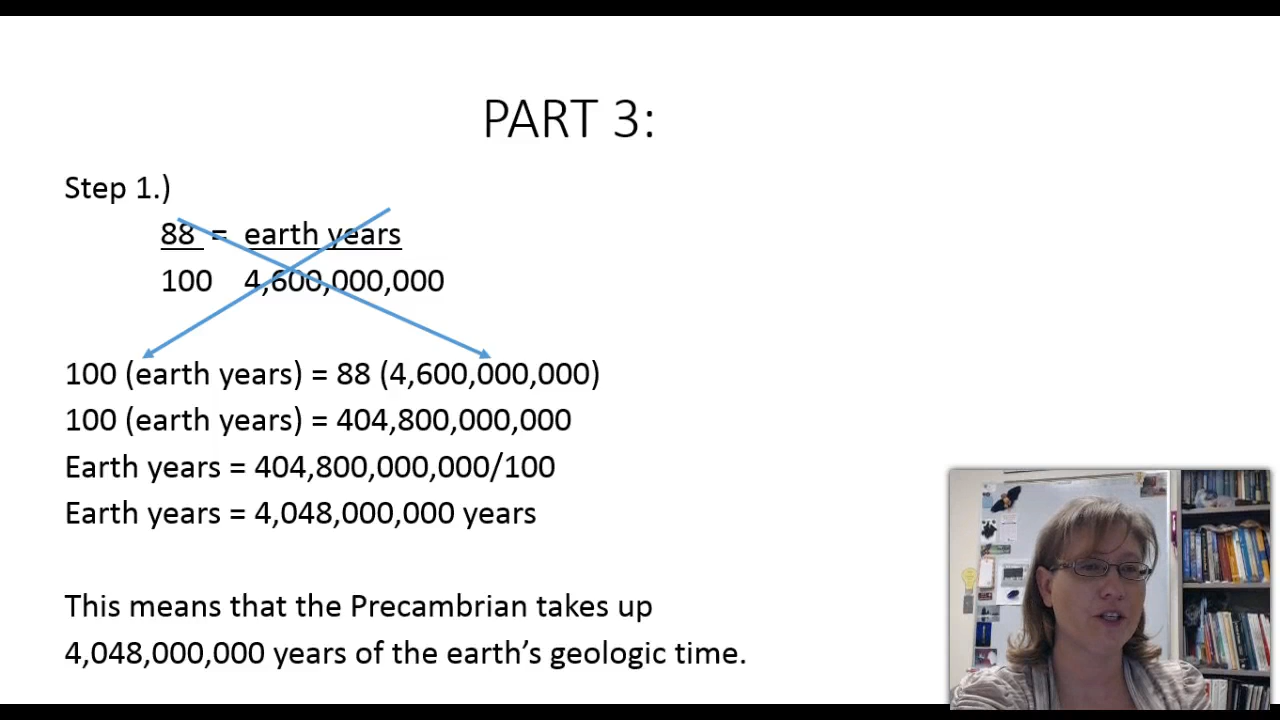 PART 3:
Step 1.)
88 = earth years
100 4,600,000,000
100 (earth years) = 88 (4,600,000,000)
100 (earth years) = 404,800,000,000
Earth years = 404,800,000,000/100
Earth years = 4,048,000,000 years
This means that the Precambrian takes up
4,048,000,000 years of the earth’s geologic time.